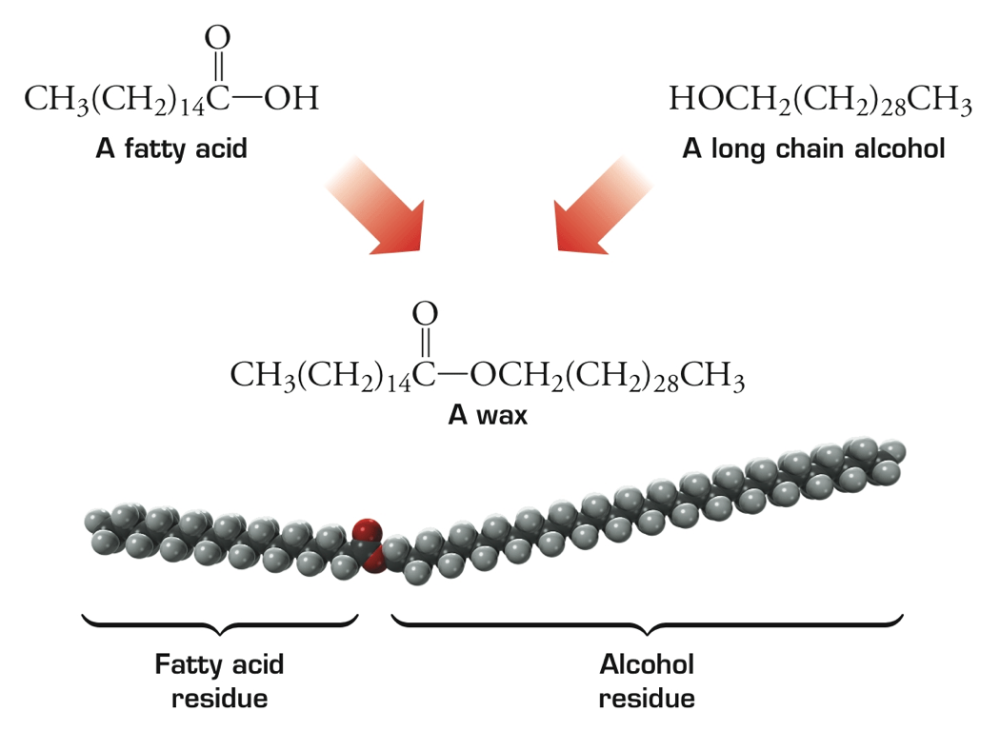 O
CH₃(CH₂)₁₄C—OH
A fatty acid
HOCH₂(CH₂)₂₈CH₃
A long chain alcohol
O
CH₃(CH₂)₁₄C—OCH₂(CH₂)₂₈CH₃
A wax
Fatty acid
residue
Alcohol
residue